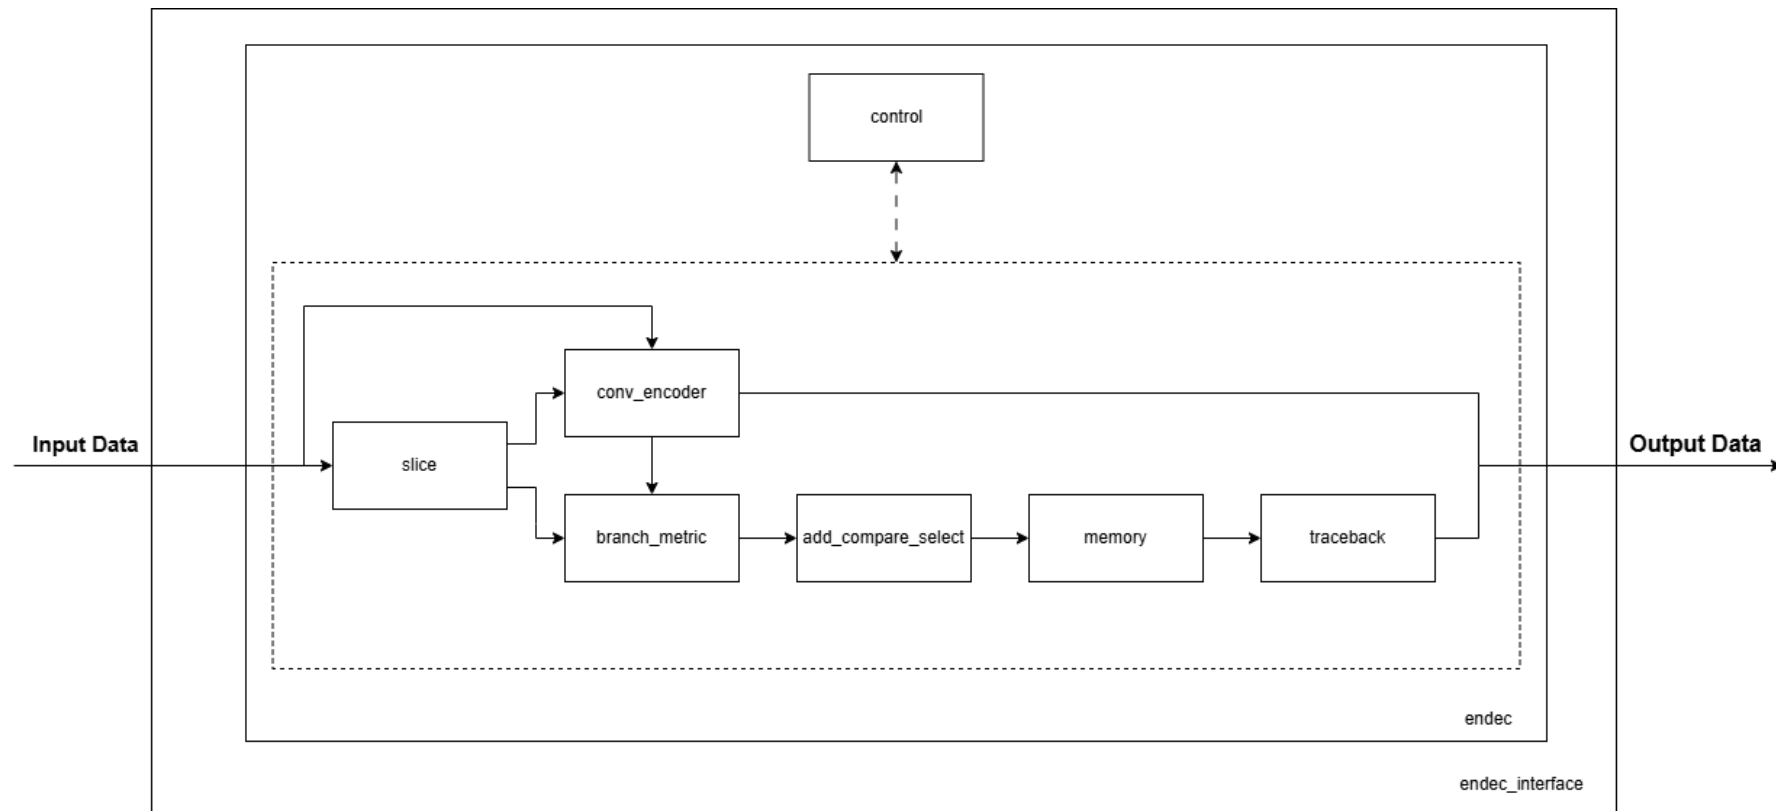 control
conv_encoder
Input Data
slice
Output Data
branch_metric
add_compare_select
memory
traceback
endec
endec_interface